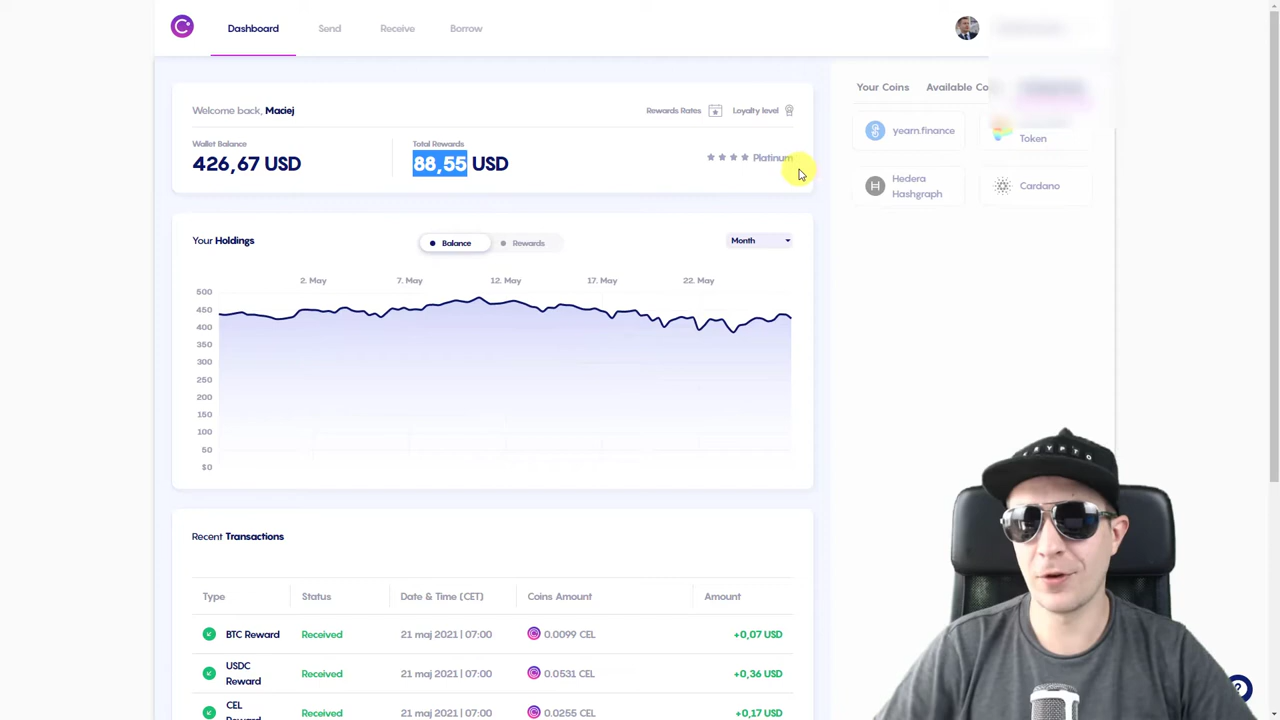 Dashboard Send Receive Borrow
Welcome back, Maciej
Rewards Rates Loyalty level
Your Coins Available Co
Wallet Balance Total Rewards
426,67 USD 88,55 USD Platinum
yearn.finance
Token
Hedera
Hashgraph
Cardano
Your Holdings Balance Rewards Month
2. May 7. May 12. May 17. May 22. May
500
450
400
350
300
250
200
150
100
50
$0
Recent Transactions
Type Status Date & Time (CET) Coins Amount Amount
BTC Reward Received 21 maj 2021 | 07:00 0.0099 CEL +0,07 USD
USDC
Reward Received 21 maj 2021 | 07:00 0.0531 CEL +0,36 USD
CEL
Reward Received 21 maj 2021 | 07:00 0.0255 CEL +0,17 USD
KRYPTO
?